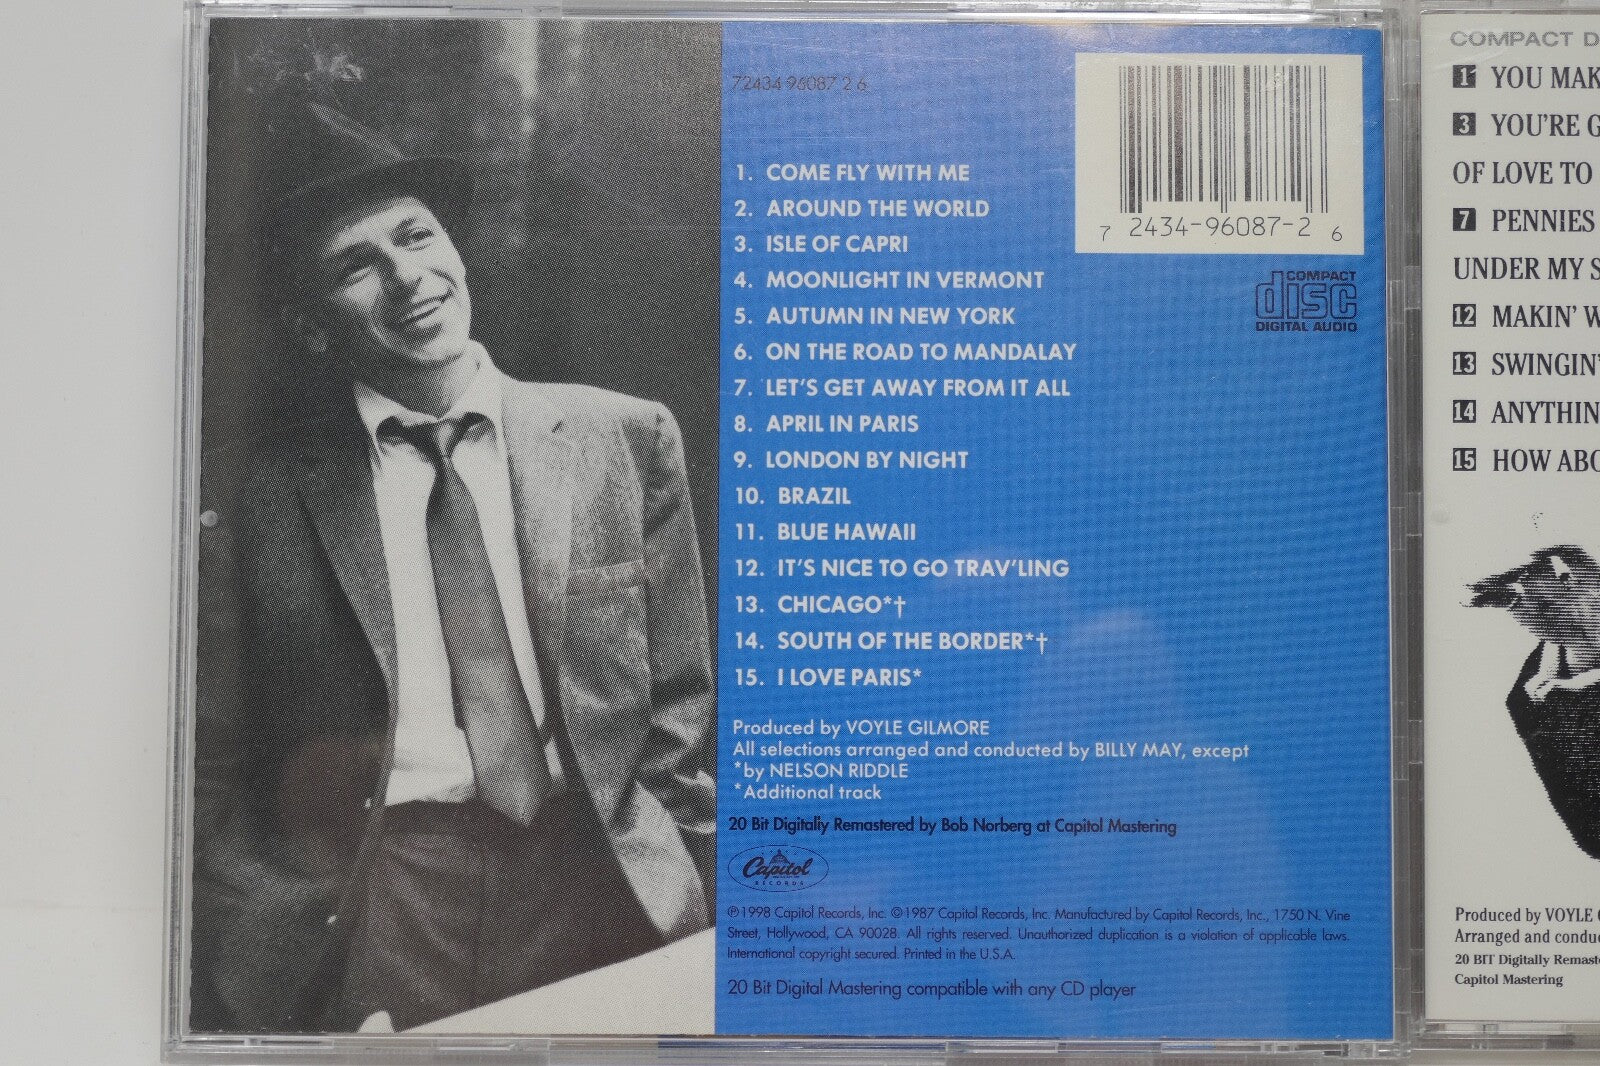 72434 96087 2 6
7 2434-96087-2 6
COMPACT
disc
DIGITAL AUDIO
1. COME FLY WITH ME
2. AROUND THE WORLD
3. ISLE OF CAPRI
4. MOONLIGHT IN VERMONT
5. AUTUMN IN NEW YORK
6. ON THE ROAD TO MANDALAY
7. LET'S GET AWAY FROM IT ALL
8. APRIL IN PARIS
9. LONDON BY NIGHT
10. BRAZIL
11. BLUE HAWAII
12. IT'S NICE TO GO TRAV'LING
13. CHICAGO*†
14. SOUTH OF THE BORDER*†
15. I LOVE PARIS*
Produced by VOYLE GILMORE
All selections arranged and conducted by BILLY MAY, except
*by NELSON RIDDLE
*Additional track
20 Bit Digitally Remastered by Bob Norberg at Capitol Mastering
Capitol
RECORDS
℗1998 Capitol Records, Inc. ©1987 Capitol Records, Inc. Manufactured by Capitol Records, Inc., 1750 N. Vine
Street, Hollywood, CA 90028. All rights reserved. Unauthorized duplication is a violation of applicable laws.
International copyright secured. Printed in the U.S.A.
20 Bit Digital Mastering compatible with any CD player
COMPACT D
1 YOU MAK
3 YOU'RE G
OF LOVE TO
7 PENNIES
UNDER MY S
12 MAKIN' W
13 SWINGIN'
14 ANYTHIN
15 HOW ABO
Produced by VOYLE G
Arranged and conduc
20 BIT Digitally Remast
Capitol Mastering